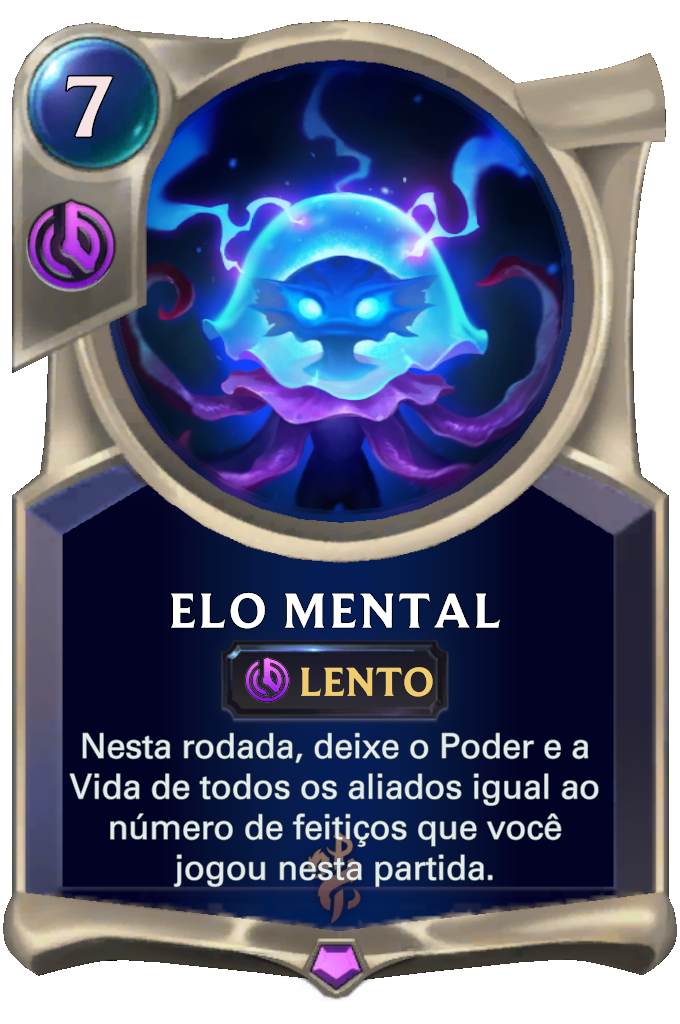 7
ELO MENTAL
LENTO
Nesta rodada, deixe o Poder e a
Vida de todos os aliados igual ao
número de feitiços que você
jogou nesta partida.